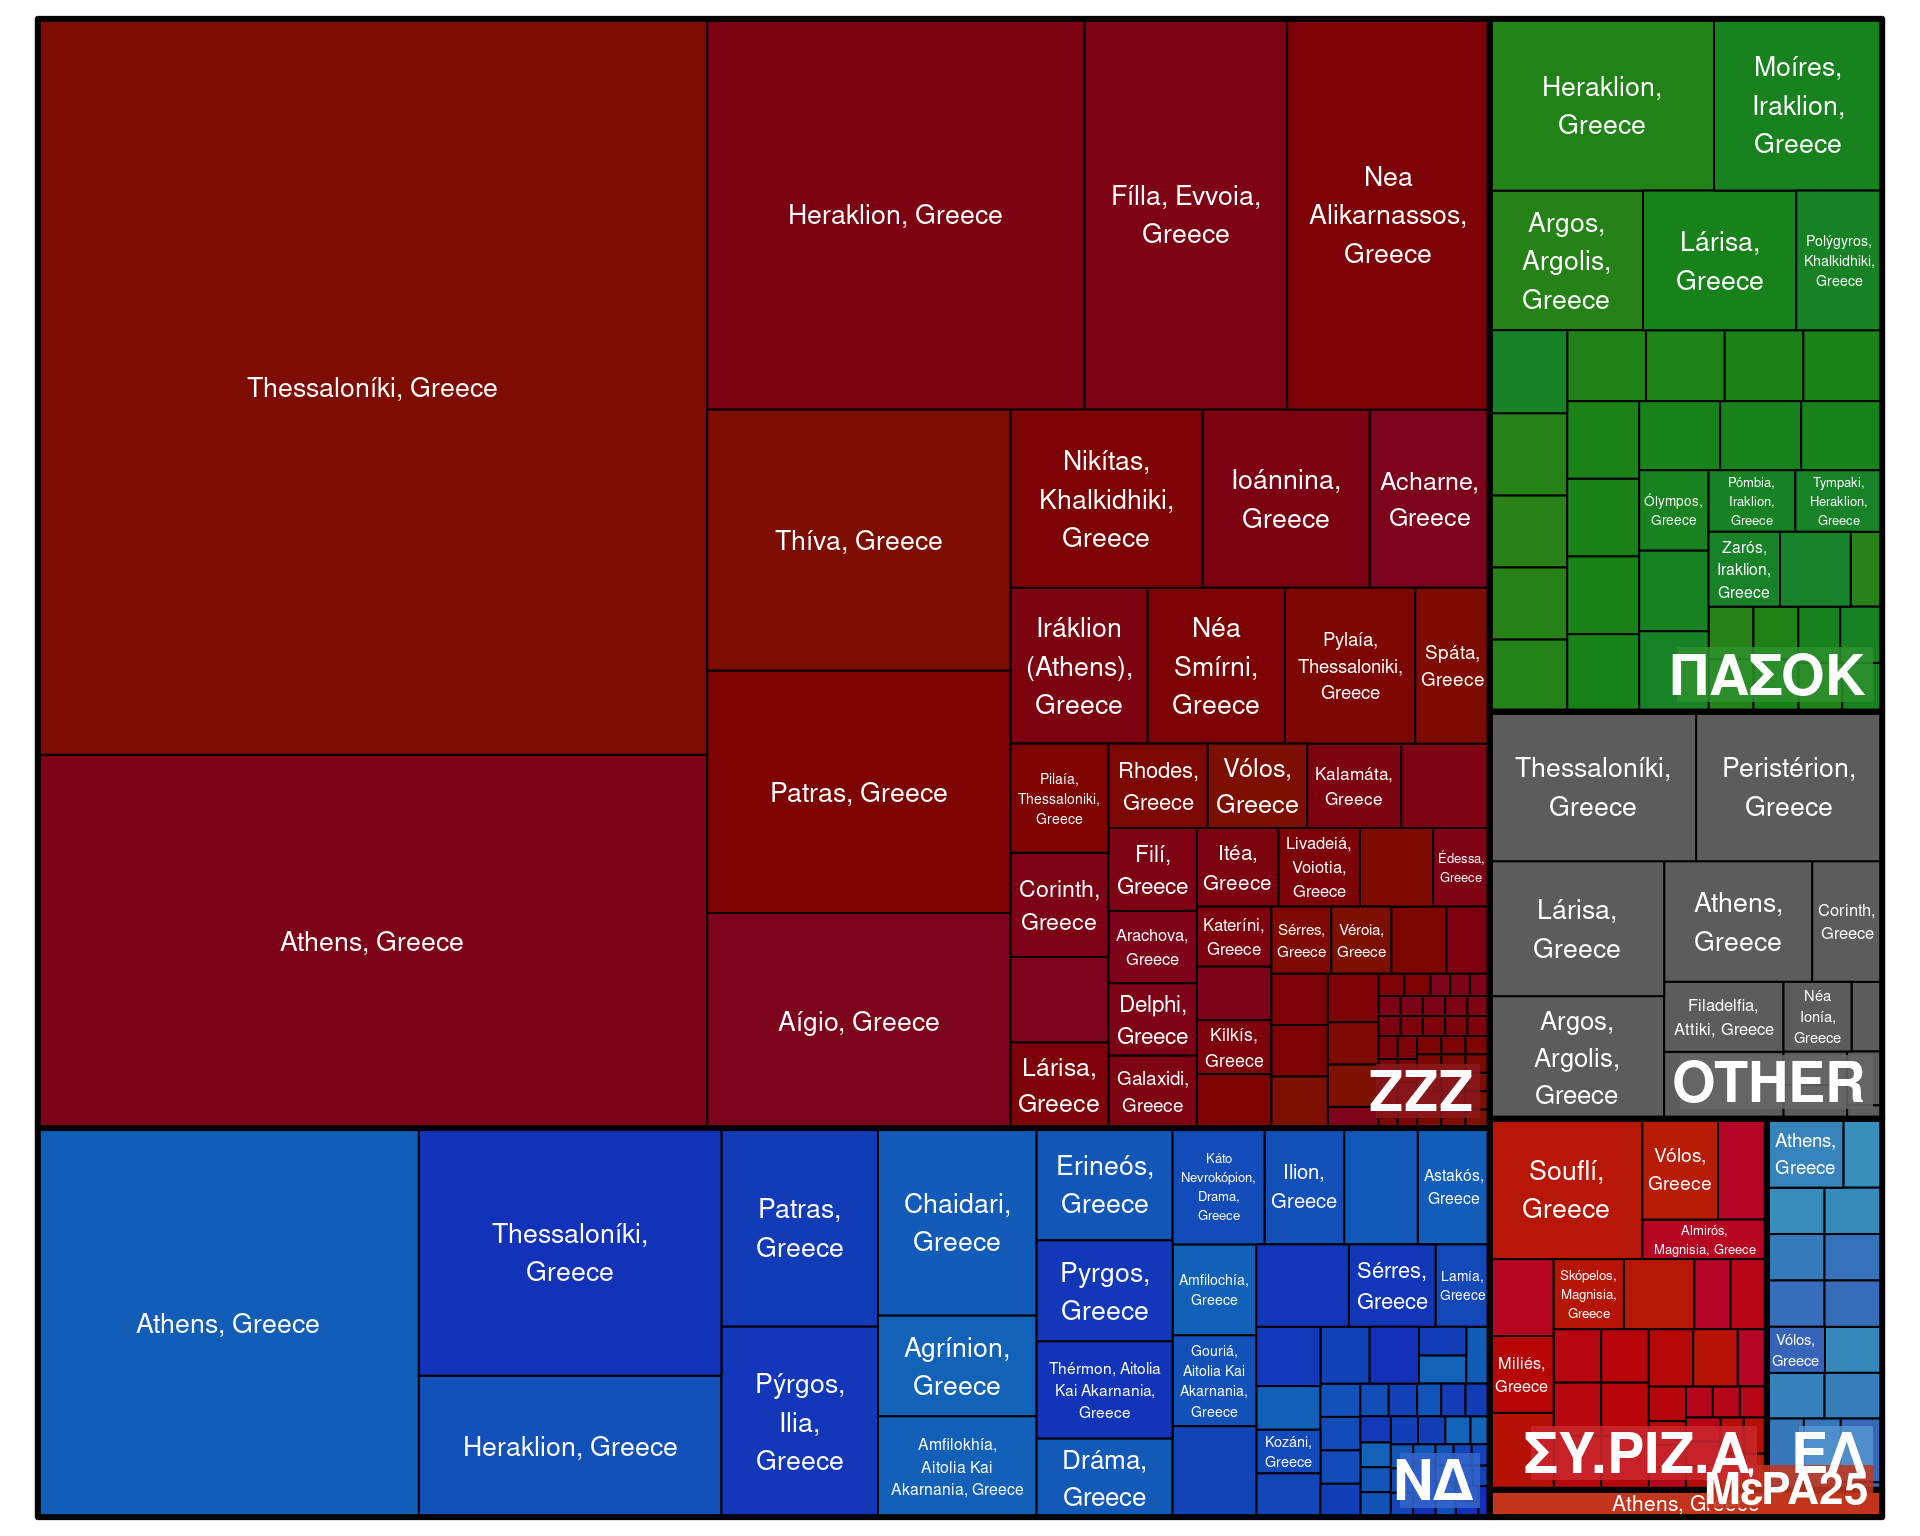 Thessaloníki, Greece
Athens, Greece
Heraklion, Greece
Fílla, Evvoia,
Greece
Nea
Alikarnassos,
Greece
Thíva, Greece
Patras, Greece
Aígio, Greece
Nikítas,
Khalkidhiki,
Greece
Ioánnina,
Greece
Acharne,
Greece
Iráklion
(Athens),
Greece
Néa
Smírni,
Greece
Pylaía,
Thessaloniki,
Greece
Spáta,
Greece
Pilaía,
Thessaloniki,
Greece
Rhodes,
Greece
Vólos,
Greece
Kalamáta,
Greece
Corinth,
Greece
Filí,
Greece
Itéa,
Greece
Livadeiá,
Voiotia,
Greece
Édessa,
Greece
Arachova,
Greece
Kateríni,
Greece
Sérres,
Greece
Véroia,
Greece
Delphi,
Greece
Kilkís,
Greece
Lárisa,
Greece
Galaxidi,
Greece
ZZZ
Heraklion,
Greece
Moíres,
Iraklion,
Greece
Argos,
Argolis,
Greece
Lárisa,
Greece
Polýgyros,
Khalkidhiki,
Greece
Ólympos,
Greece
Pómbia,
Iraklion,
Greece
Tympaki,
Heraklion,
Greece
Zarós,
Iraklion,
Greece
ΠΑΣΟΚ
Thessaloníki,
Greece
Peristérion,
Greece
Lárisa,
Greece
Athens,
Greece
Corinth,
Greece
Argos,
Argolis,
Greece
Filadelfia,
Attiki, Greece
Néa
Ionía,
Greece
OTHER
Athens, Greece
Thessaloníki,
Greece
Heraklion, Greece
Patras,
Greece
Pýrgos,
Ilia,
Greece
Chaidari,
Greece
Agrínion,
Greece
Amfilokhía,
Aitolia Kai
Akarnania, Greece
Erineós,
Greece
Pyrgos,
Greece
Thérmon, Aitolia
Kai Akarnania,
Greece
Dráma,
Greece
Káto
Nevrokópion,
Drama,
Greece
Ilion,
Greece
Astakós,
Greece
Amfilochía,
Greece
Sérres,
Greece
Lamía,
Greece
Gouriá,
Aitolia Kai
Akarnania,
Greece
Kozáni,
Greece
ΝΔ
Souflí,
Greece
Vólos,
Greece
Almirós,
Magnisia, Greece
Skópelos,
Magnisia,
Greece
Miliés,
Greece
ΣΥ.ΡΙΖ.Α.
Athens,
Greece
Vólos,
Greece
ΕΛ
Athens, Greece
ΜέΡΑ25